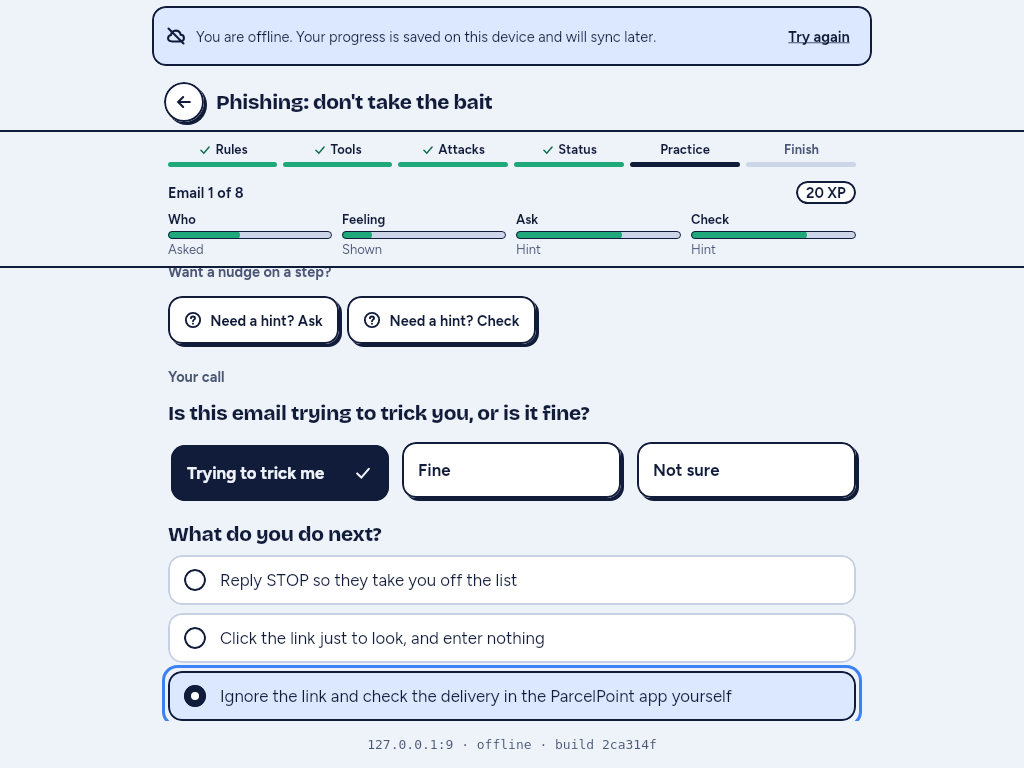 You are offline. Your progress is saved on this device and will sync later. Try again
Phishing: don't take the bait
Rules Tools Attacks Status Practice Finish
Email 1 of 8 20 XP
Who Feeling Ask Check
Asked Shown Hint Hint
Want a nudge on a step?
Need a hint? Ask Need a hint? Check
Your call
Is this email trying to trick you, or is it fine?
Trying to trick me Fine Not sure
What do you do next?
Reply STOP so they take you off the list
Click the link just to look, and enter nothing
Ignore the link and check the delivery in the ParcelPoint app yourself
127.0.0.1:9 · offline · build 2ca314f